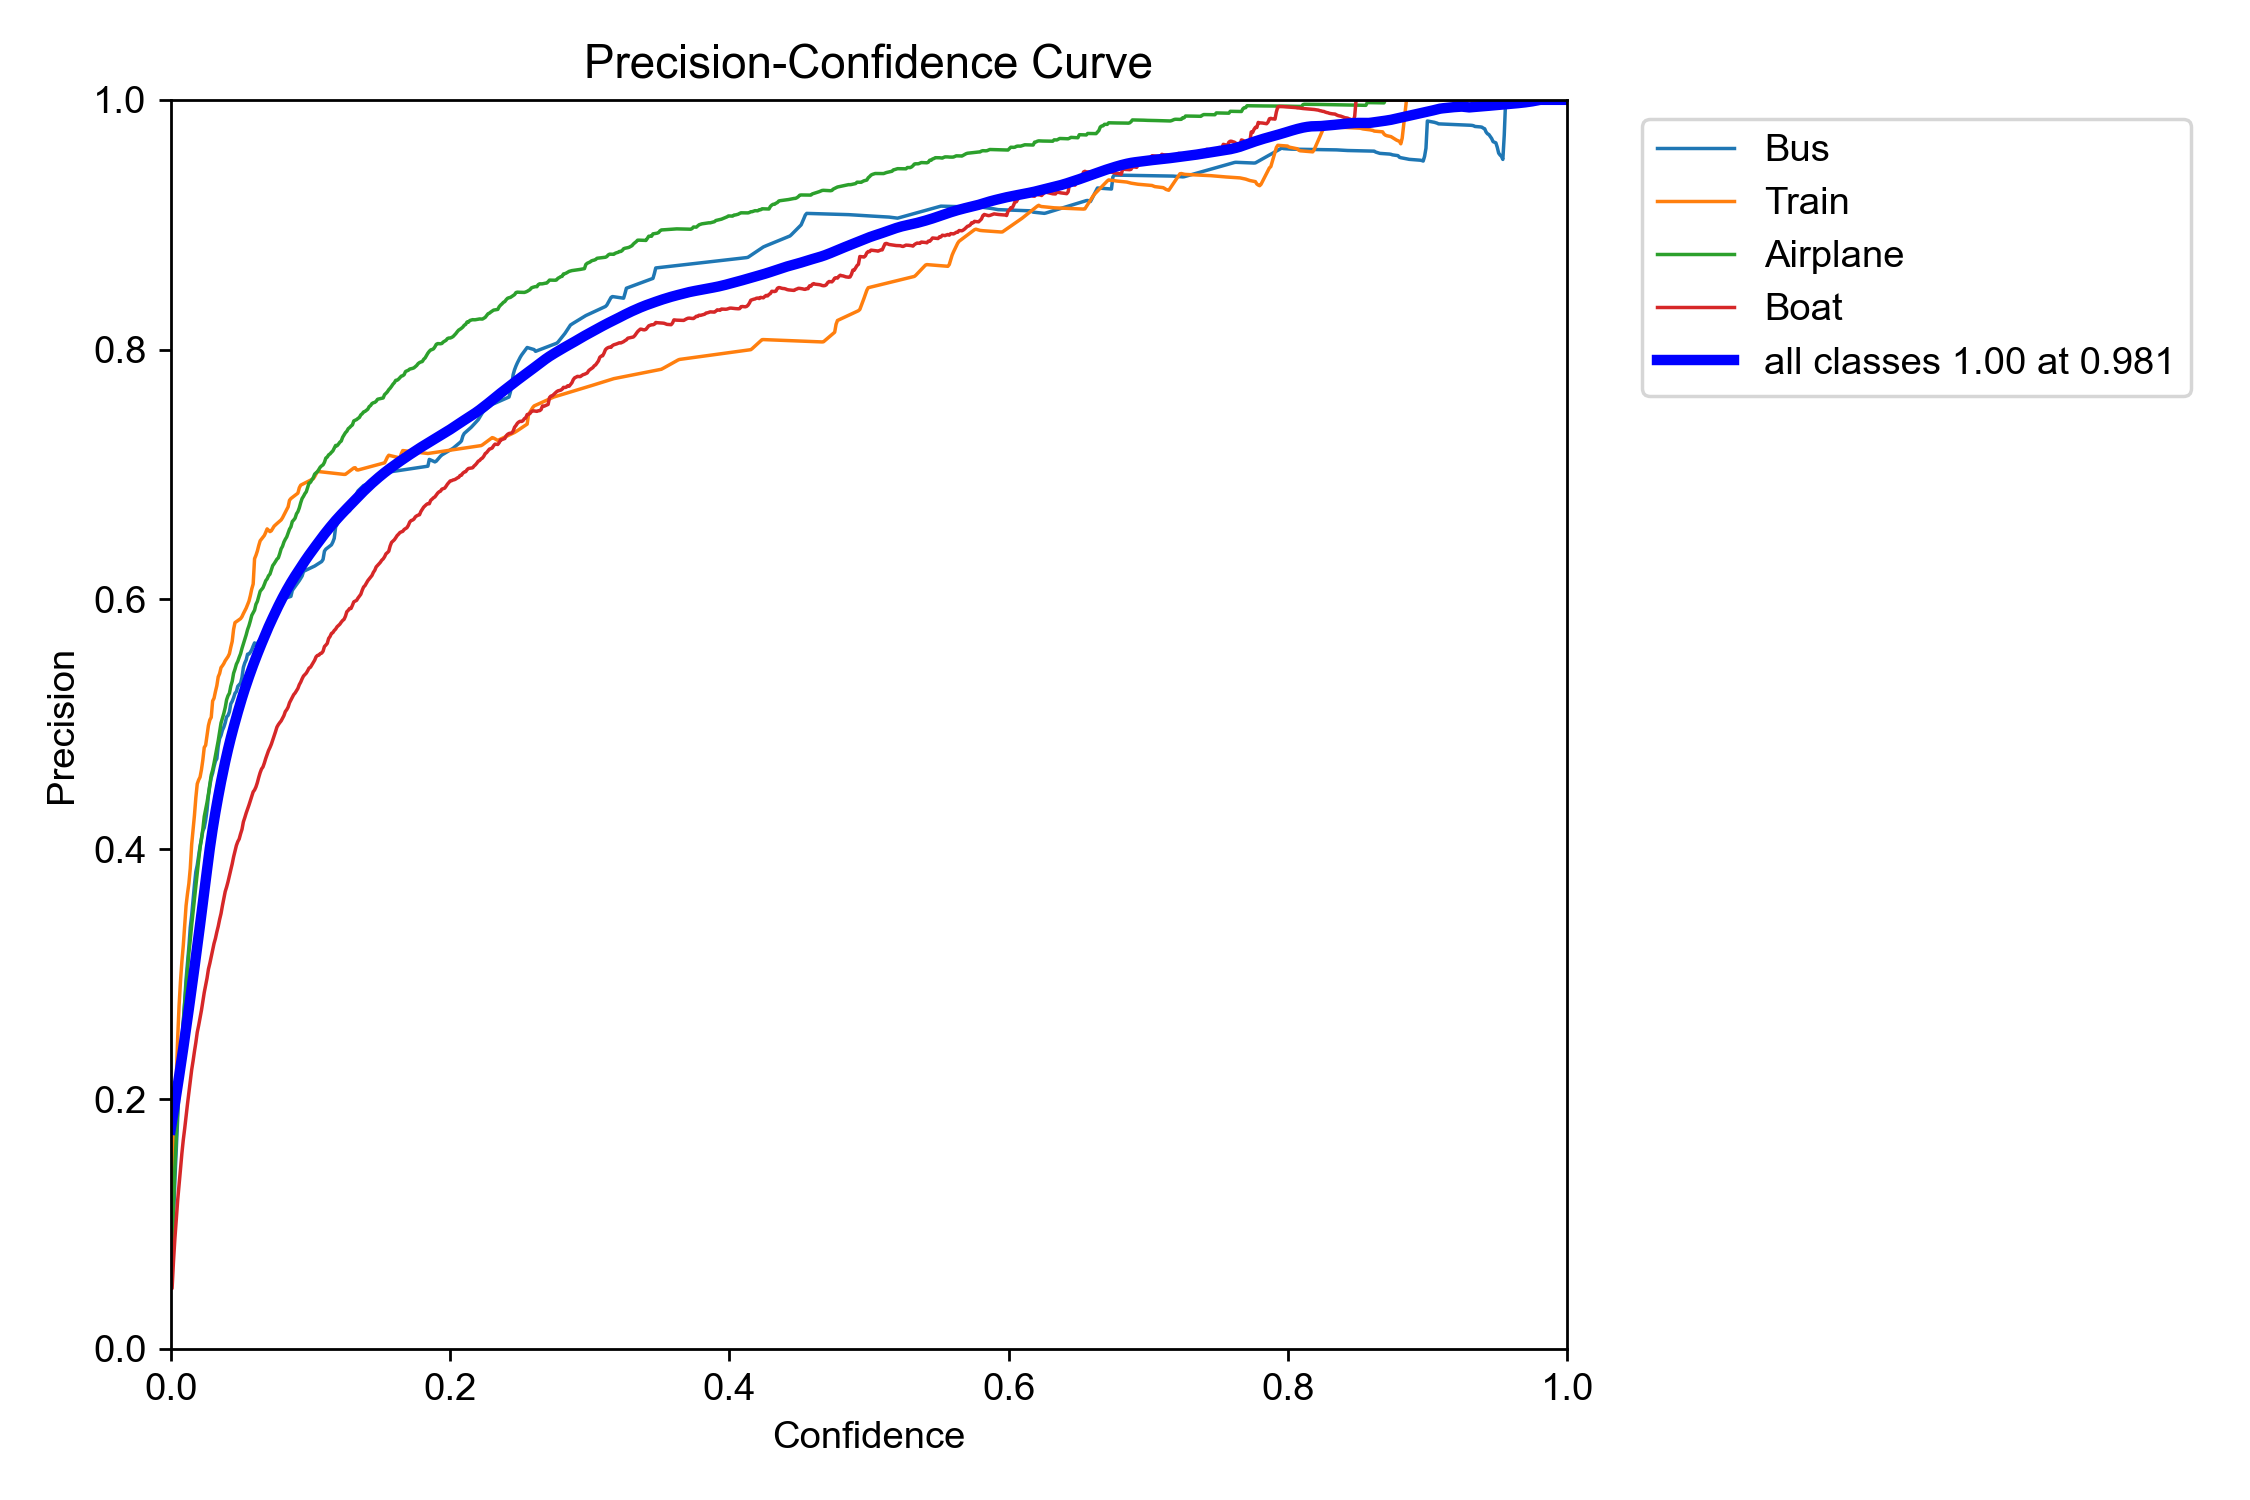 Precision-Confidence Curve
1.0
0.8
0.6
0.4
0.2
0.0
Precision
0.0 0.2 0.4 0.6 0.8 1.0
Confidence
Bus
Train
Airplane
Boat
all classes 1.00 at 0.981